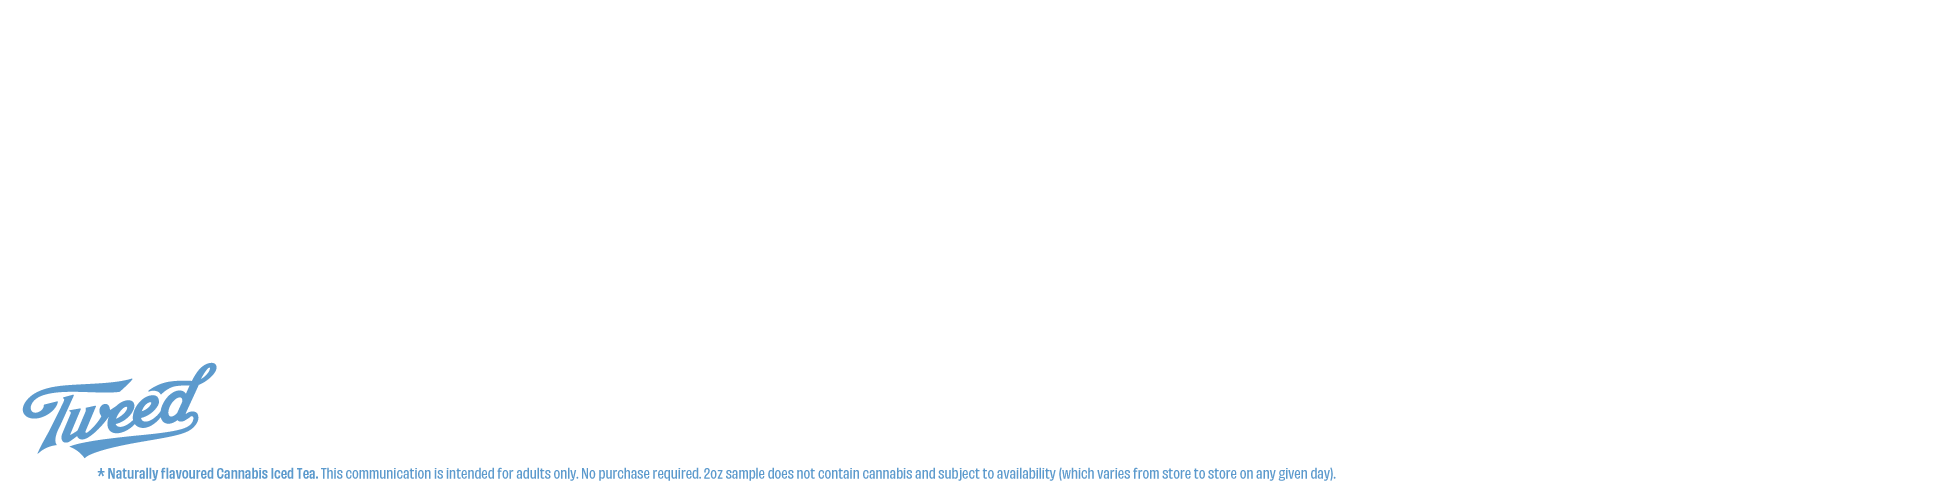 Tweed
* Naturally flavoured Cannabis Iced Tea. This communication is intended for adults only. No purchase required. 2oz sample does not contain cannabis and subject to availability (which varies from store to store on any given day).